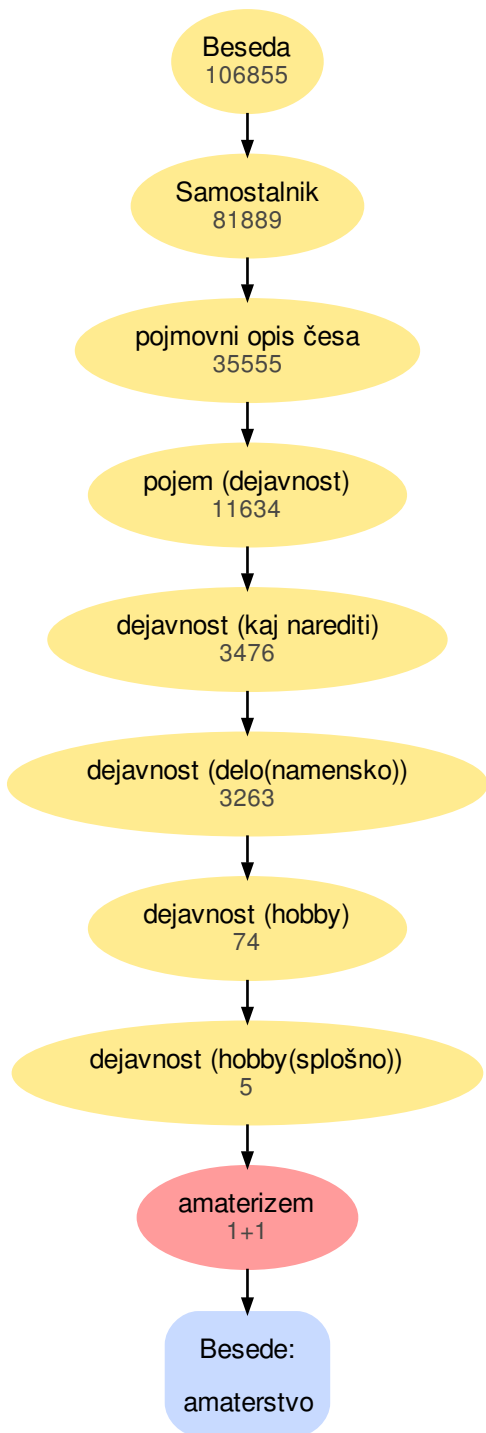 Beseda
106855
Samostalnik
81889
pojmovni opis česa
35555
pojem (dejavnost)
11634
dejavnost (kaj narediti)
3476
dejavnost (delo(namensko))
3263
dejavnost (hobby)
74
dejavnost (hobby(splošno))
5
amaterizem
1+1
Besede:
amaterstvo